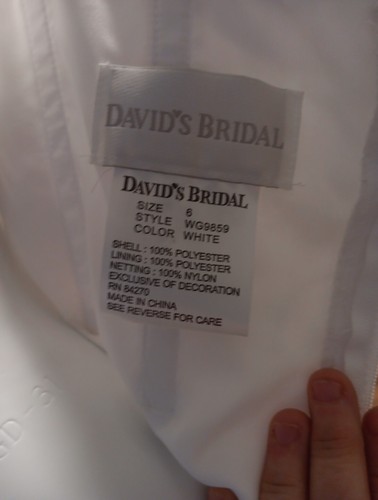 DAVID'S BRIDAL
DAVID'S BRIDAL
SIZE 6
STYLE WG9859
COLOR WHITE
SHELL : 100% POLYESTER
LINING : 100% POLYESTER
NETTING : 100% NYLON
EXCLUSIVE OF DECORATION
RN 84270
MADE IN CHINA
SEE REVERSE FOR CARE